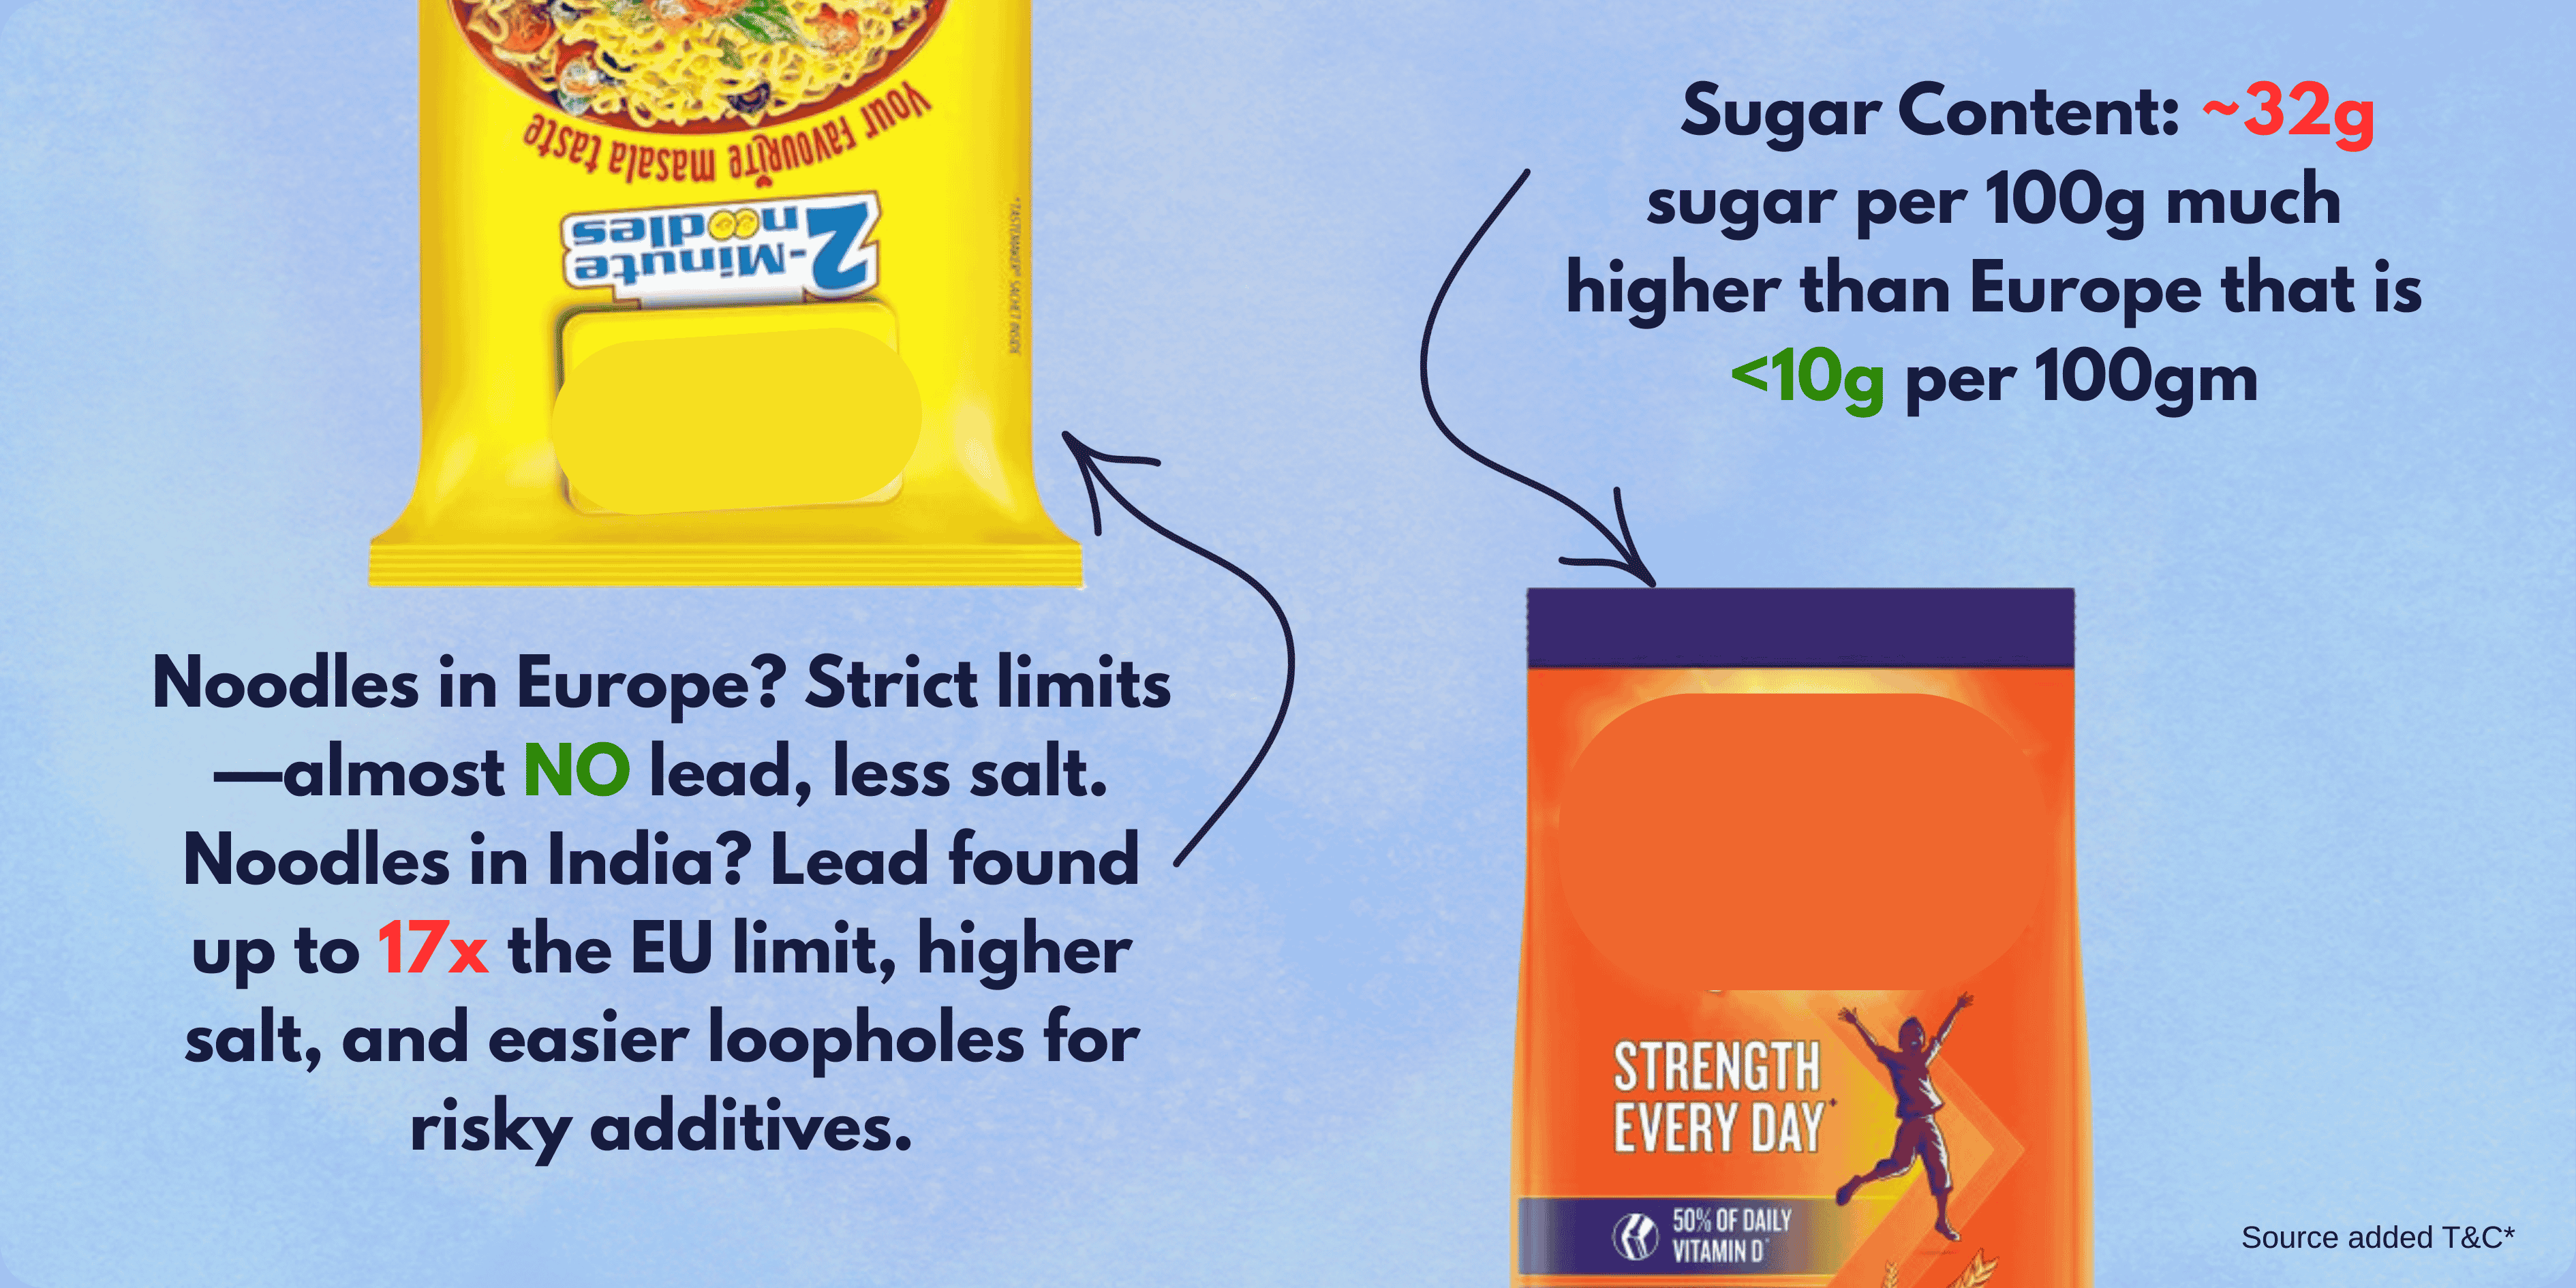 Your Favourite masala taste
2-Minute
noodles
*TASTEMAKER* SACHET INSIDE
Noodles in Europe? Strict limits
—almost NO lead, less salt.
Noodles in India? Lead found
up to 17x the EU limit, higher
salt, and easier loopholes for
risky additives.
Sugar Content: ~32g
sugar per 100g much
higher than Europe that is
<10g per 100gm
STRENGTH
EVERY DAY+
50% OF DAILY
VITAMIN D*
Source added T&C*